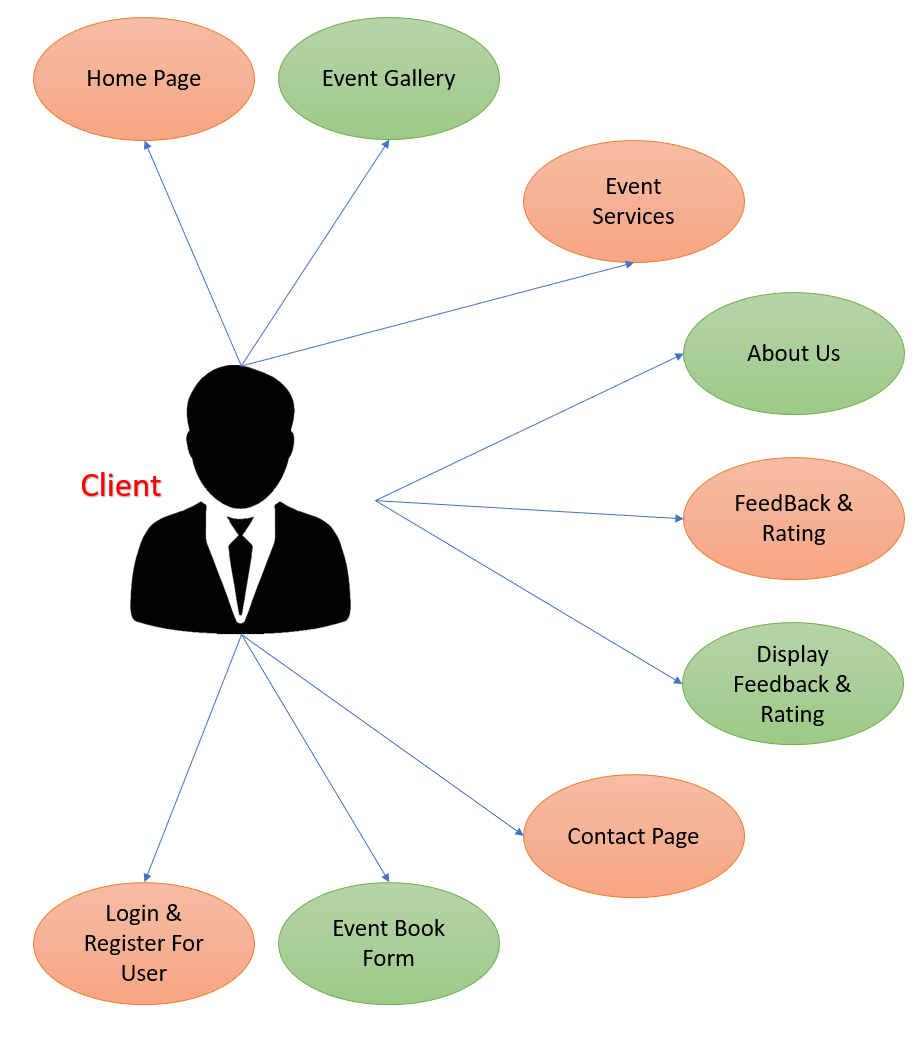 Home Page
Event Gallery
Event
Services
About Us
Client
FeedBack &
Rating
Display
Feedback &
Rating
Contact Page
Login &
Register For
User
Event Book
Form